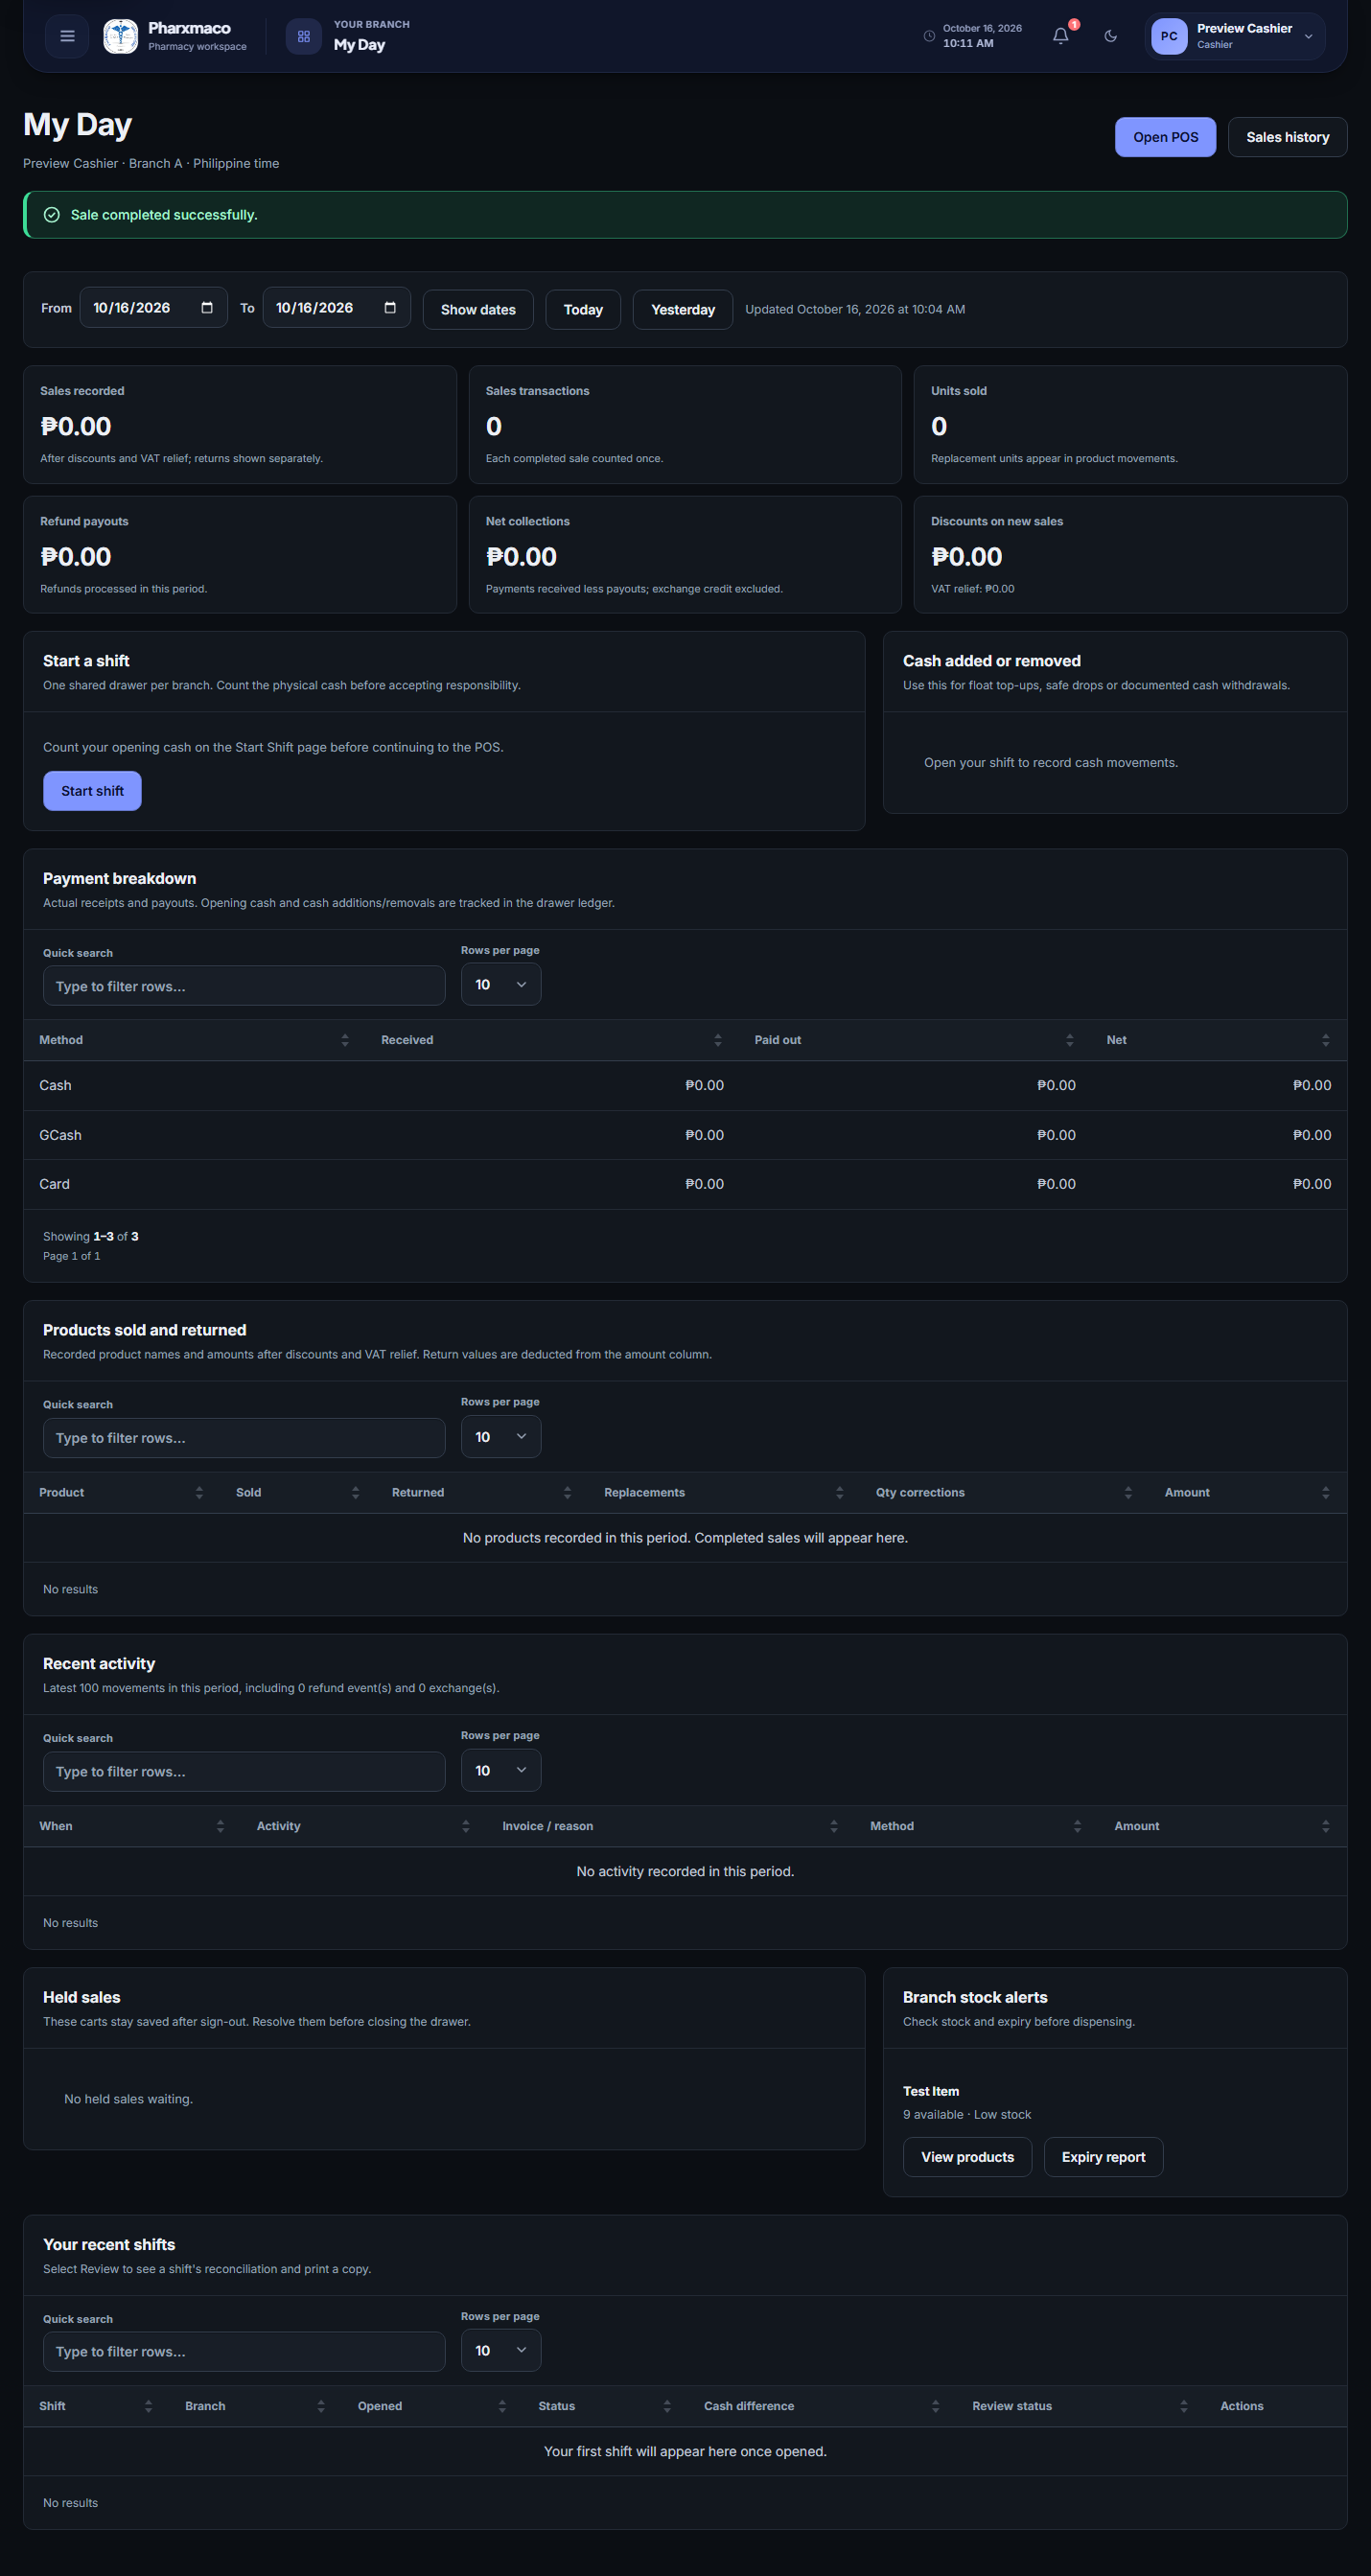 Pharxmaco
Pharmacy workspace
YOUR BRANCH
My Day
October 16, 2026
10:11 AM
1
PC
Preview Cashier
Cashier
My Day
Preview Cashier · Branch A · Philippine time
Open POS
Sales history
Sale completed successfully.
From 10/16/2026 To 10/16/2026 Show dates Today Yesterday Updated October 16, 2026 at 10:04 AM
Sales recorded
₱0.00
After discounts and VAT relief; returns shown separately.
Sales transactions
0
Each completed sale counted once.
Units sold
0
Replacement units appear in product movements.
Refund payouts
₱0.00
Refunds processed in this period.
Net collections
₱0.00
Payments received less payouts; exchange credit excluded.
Discounts on new sales
₱0.00
VAT relief: ₱0.00
Start a shift
One shared drawer per branch. Count the physical cash before accepting responsibility.
Count your opening cash on the Start Shift page before continuing to the POS.
Start shift
Cash added or removed
Use this for float top-ups, safe drops or documented cash withdrawals.
Open your shift to record cash movements.
Payment breakdown
Actual receipts and payouts. Opening cash and cash additions/removals are tracked in the drawer ledger.
Quick search
Type to filter rows...
Rows per page
10
Method Received Paid out Net
Cash ₱0.00 ₱0.00 ₱0.00
GCash ₱0.00 ₱0.00 ₱0.00
Card ₱0.00 ₱0.00 ₱0.00
Showing 1–3 of 3
Page 1 of 1
Products sold and returned
Recorded product names and amounts after discounts and VAT relief. Return values are deducted from the amount column.
Quick search
Type to filter rows...
Rows per page
10
Product Sold Returned Replacements Qty corrections Amount
No products recorded in this period. Completed sales will appear here.
No results
Recent activity
Latest 100 movements in this period, including 0 refund event(s) and 0 exchange(s).
Quick search
Type to filter rows...
Rows per page
10
When Activity Invoice / reason Method Amount
No activity recorded in this period.
No results
Held sales
These carts stay saved after sign-out. Resolve them before closing the drawer.
No held sales waiting.
Branch stock alerts
Check stock and expiry before dispensing.
Test Item
9 available · Low stock
View products
Expiry report
Your recent shifts
Select Review to see a shift's reconciliation and print a copy.
Quick search
Type to filter rows...
Rows per page
10
Shift Branch Opened Status Cash difference Review status Actions
Your first shift will appear here once opened.
No results